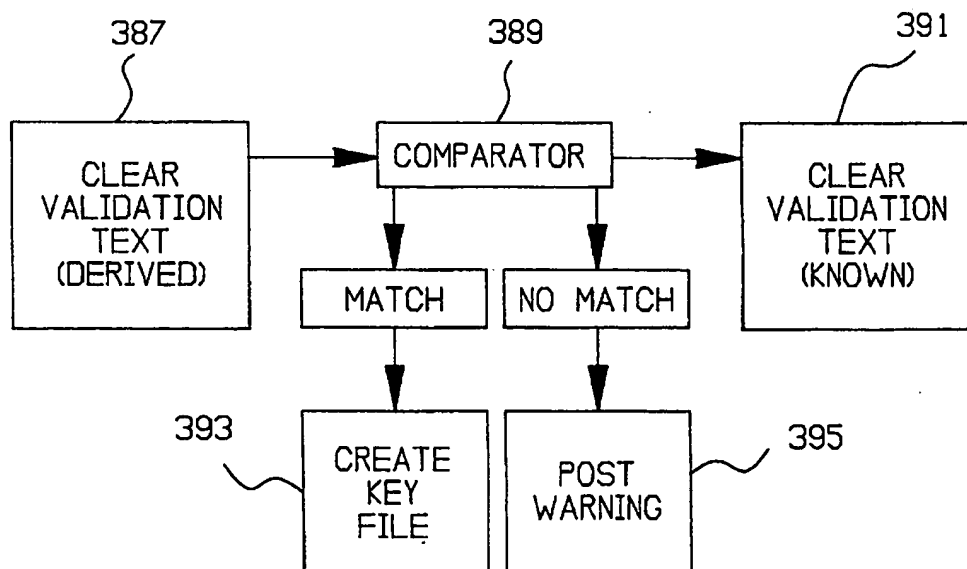 387
389
391
CLEAR
VALIDATION
TEXT
(DERIVED)
COMPARATOR
CLEAR
VALIDATION
TEXT
(KNOWN)
MATCH
NO MATCH
393
CREATE
KEY
FILE
POST
WARNING
395